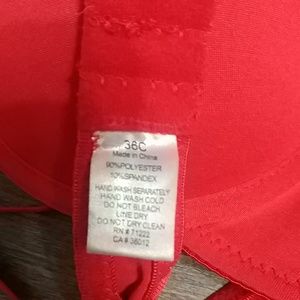 36C
Made in China
90%POLYESTER
10%SPANDEX
HAND WASH SEPARATELY
HAND WASH COLD
DO NOT BLEACH
LINE DRY
DO NOT DRY CLEAN
RN # 71222
CA # 36012